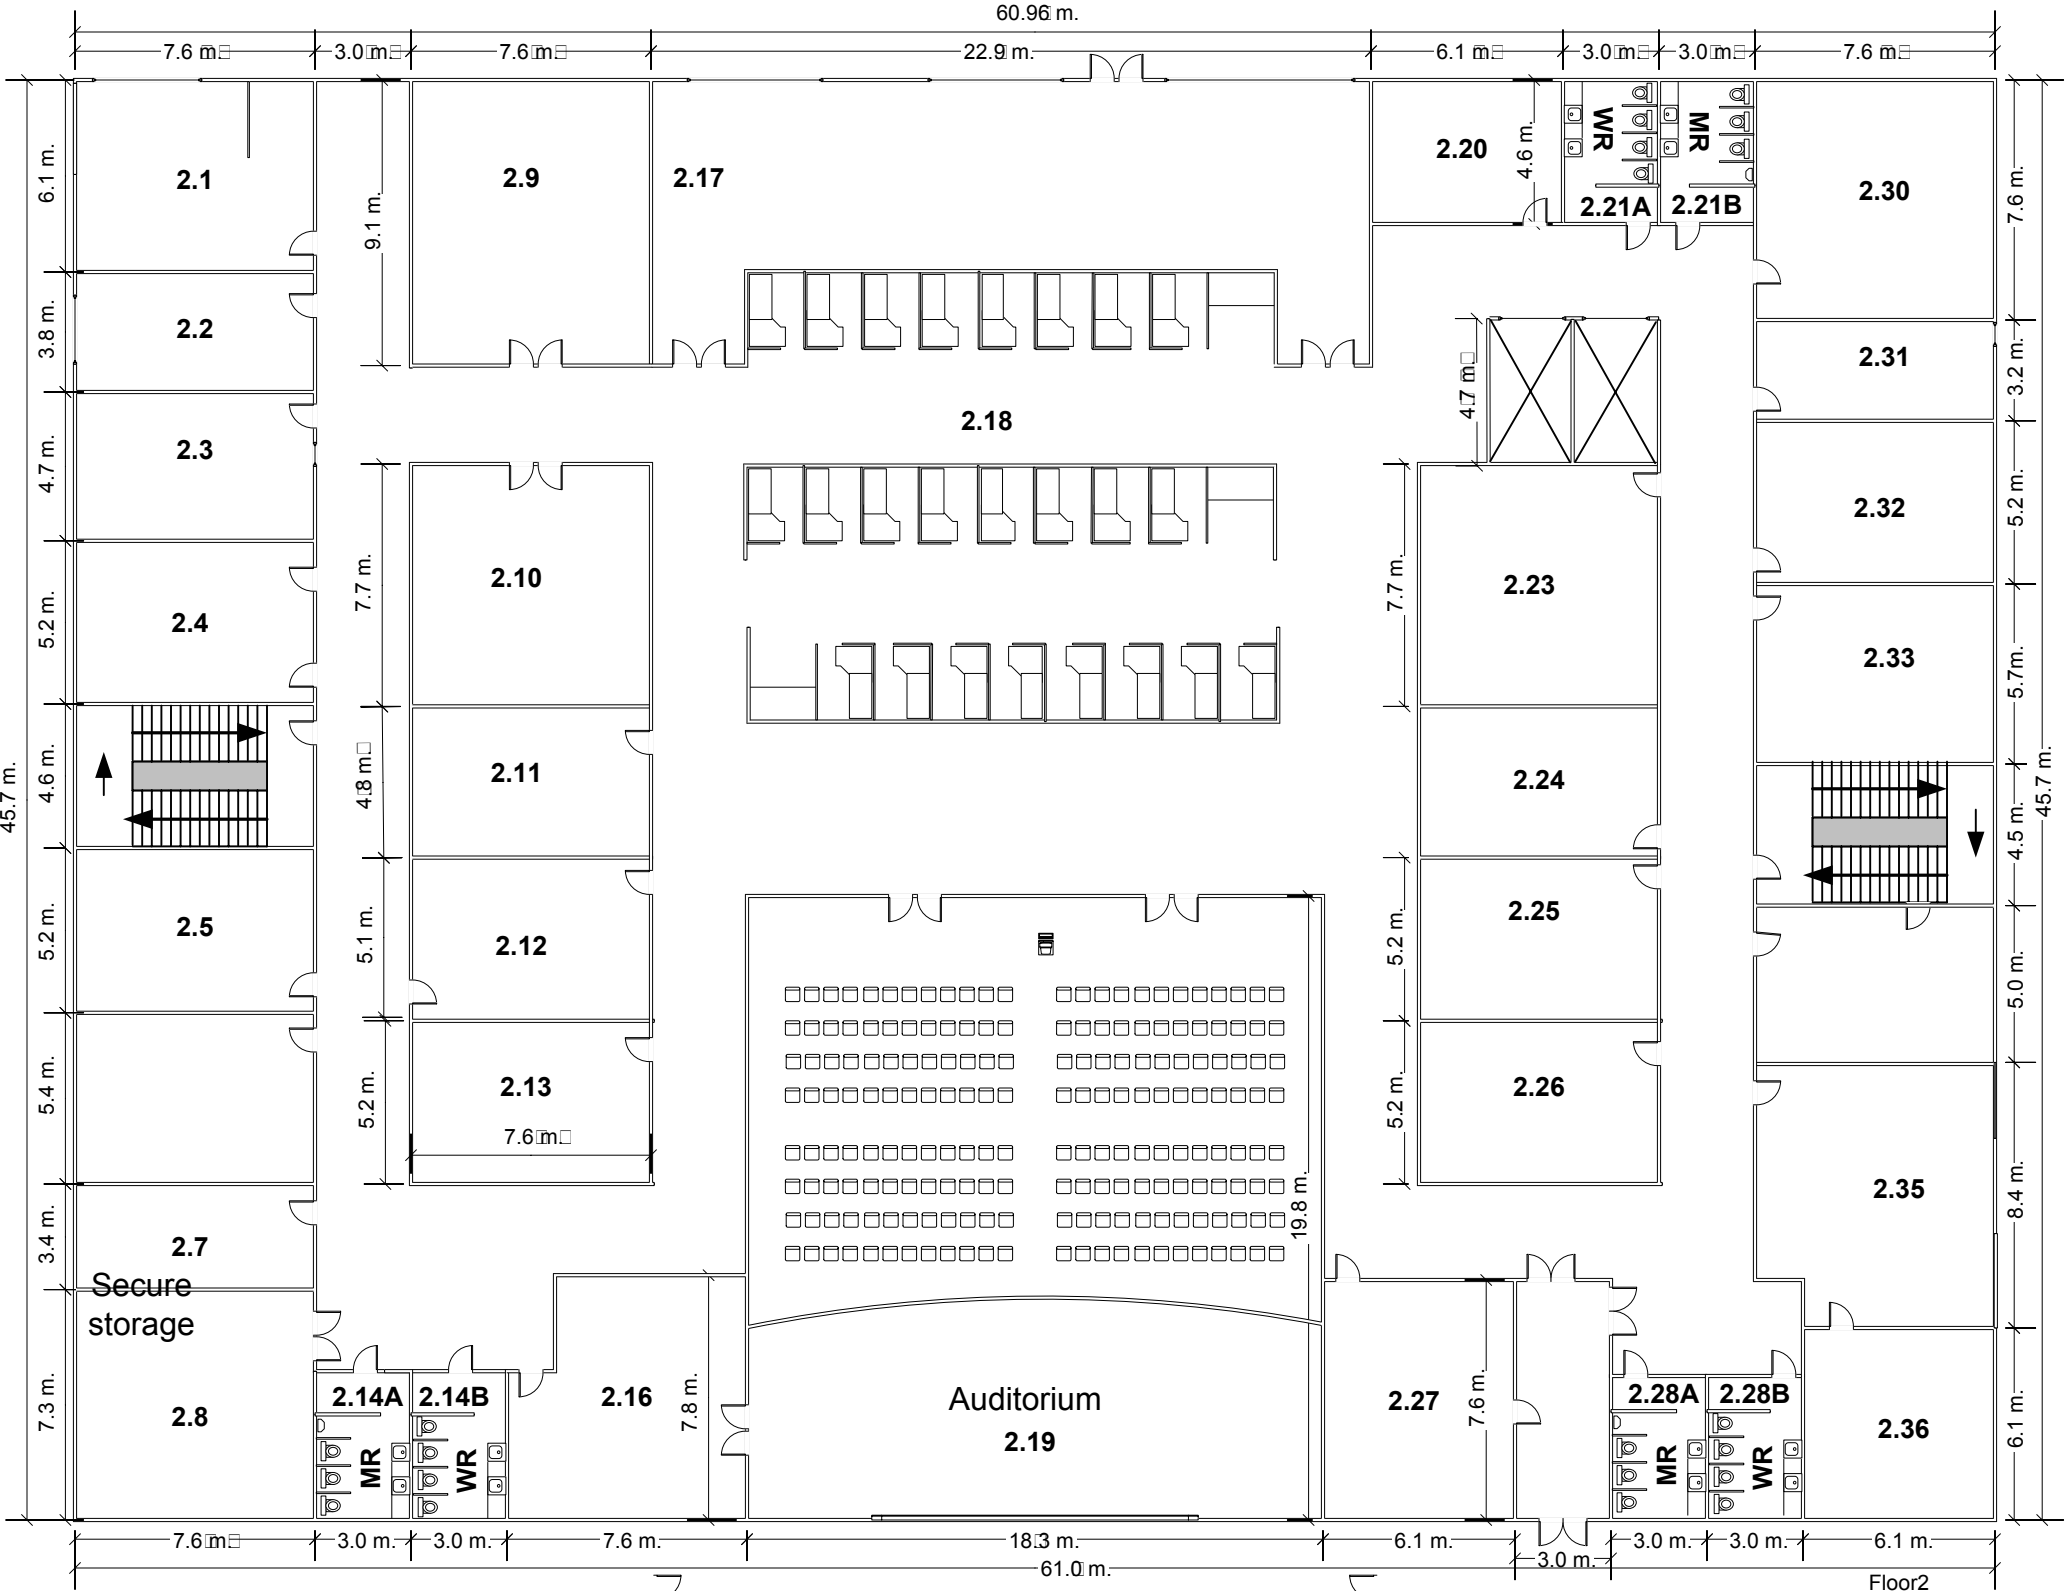 60.96 m.
7.6 m.
3.0 m.
7.6 m.
22.9 m.
6.1 m.
3.0 m.
3.0 m.
7.6 m.
2.1
2.9
2.17
2.20
WR
MR
2.21A
2.21B
2.30
6.1 m.
9.1 m.
4.6 m.
7.6 m.
2.2
3.8 m.
2.31
3.2 m.
4.7 m.
2.18
2.3
4.7 m.
2.32
5.2 m.
2.10
7.7 m.
2.23
7.7 m.
2.4
5.2 m.
2.33
5.7m.
45.7 m.
4.6 m.
4.8 m.
2.11
2.24
4.5 m.
45.7 m.
2.5
5.2 m.
5.1 m.
2.12
2.25
5.2 m.
5.0 m.
5.4 m.
5.2 m.
2.13
7.6 m.
2.26
5.2 m.
2.35
8.4 m.
19.8 m.
3.4 m.
2.7
Secure
storage
2.8
7.3 m.
2.14A
2.14B
MR
WR
2.16
7.8 m.
Auditorium
2.19
2.27
7.6 m.
2.28A
2.28B
MR
WR
2.36
6.1 m.
7.6 m.
3.0 m.
3.0 m.
7.6 m.
18.3 m.
6.1 m.
3.0 m.
3.0 m.
3.0 m.
6.1 m.
61.0 m.
Floor2